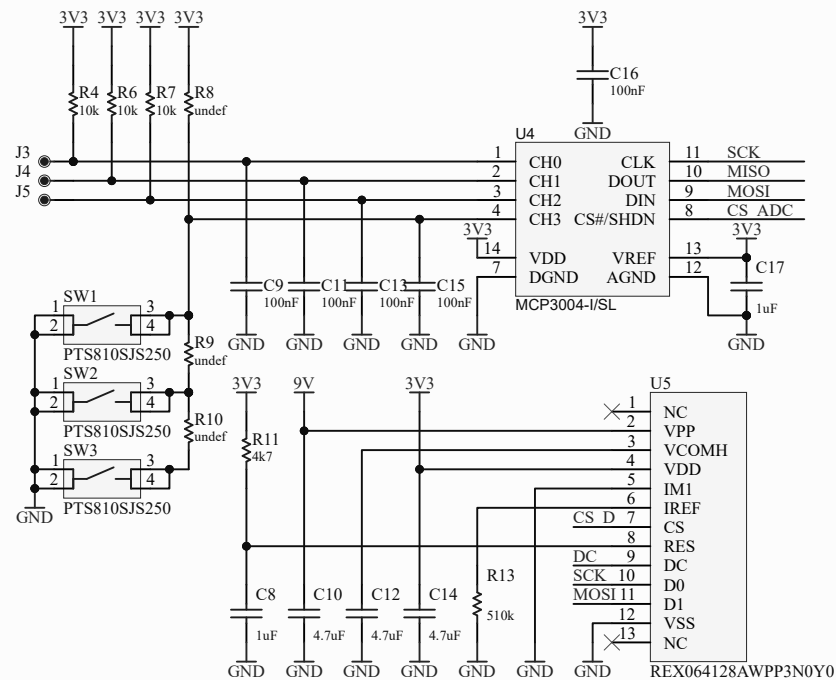 3V3 3V3 3V3 3V3 3V3
R4 R6 R7 R8 C16
10k 10k 10k undef 100nF
GND
U4
J3 1 CH0 CLK 11 SCK
J4 2 CH1 DOUT 10 MISO
J5 3 CH2 DIN 9 MOSI
4 CH3 CS#/SHDN 8 CS_ADC
3V3 3V3
14 VDD VREF 13
7 DGND AGND 12
C9 C11 C13 C15 C17
100nF 100nF 100nF 100nF 1uF
MCP3004-I/SL
GND GND GND GND GND GND
SW1
1 3
2 4
PTS810SJS250
R9
undef
SW2
1 3
2 4
PTS810SJS250
R10
undef
SW3
1 3
2 4
PTS810SJS250
GND
3V3 9V 3V3
R11
4k7
U5
1 NC
2 VPP
3 VCOMH
4 VDD
5 IM1
6 IREF
CS_D 7 CS
8 RES
DC 9 DC
SCK 10 D0
MOSI 11 D1
12 VSS
13 NC
C8 C10 C12 C14 R13
1uF 4.7uF 4.7uF 4.7uF 510k
GND GND GND GND GND GND GND
REX064128AWPP3N0Y0